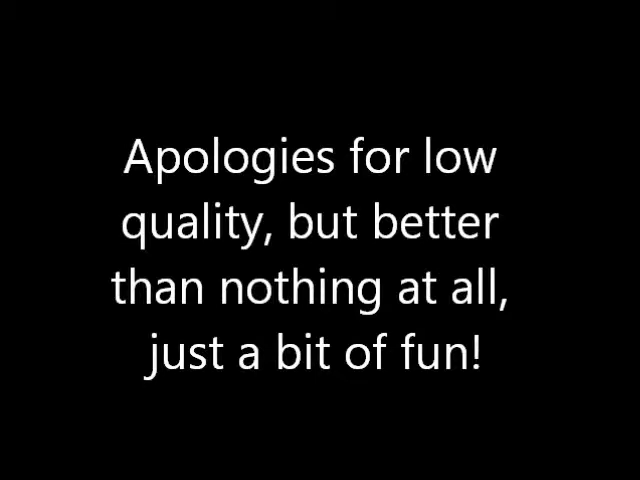 Apologies for low
quality, but better
than nothing at all,
just a bit of fun!